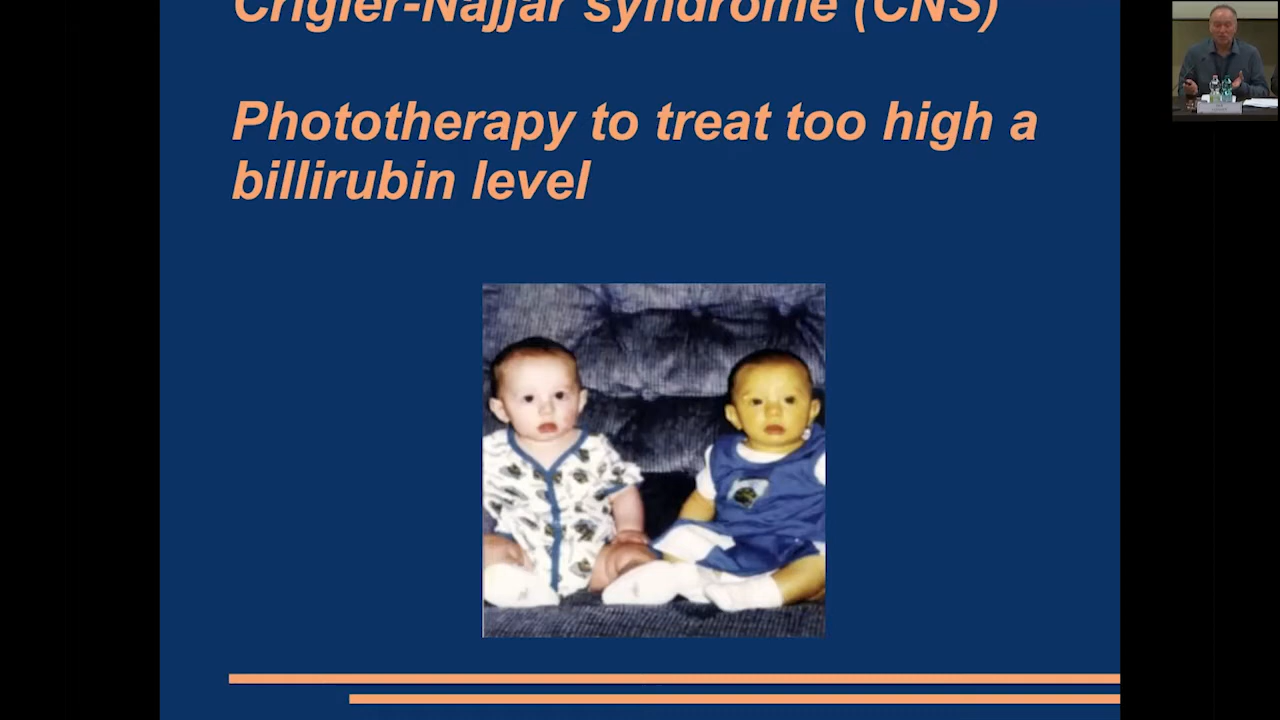 Crigler-Najjar syndrome (CNS)
Phototherapy to treat too high a
billirubin level